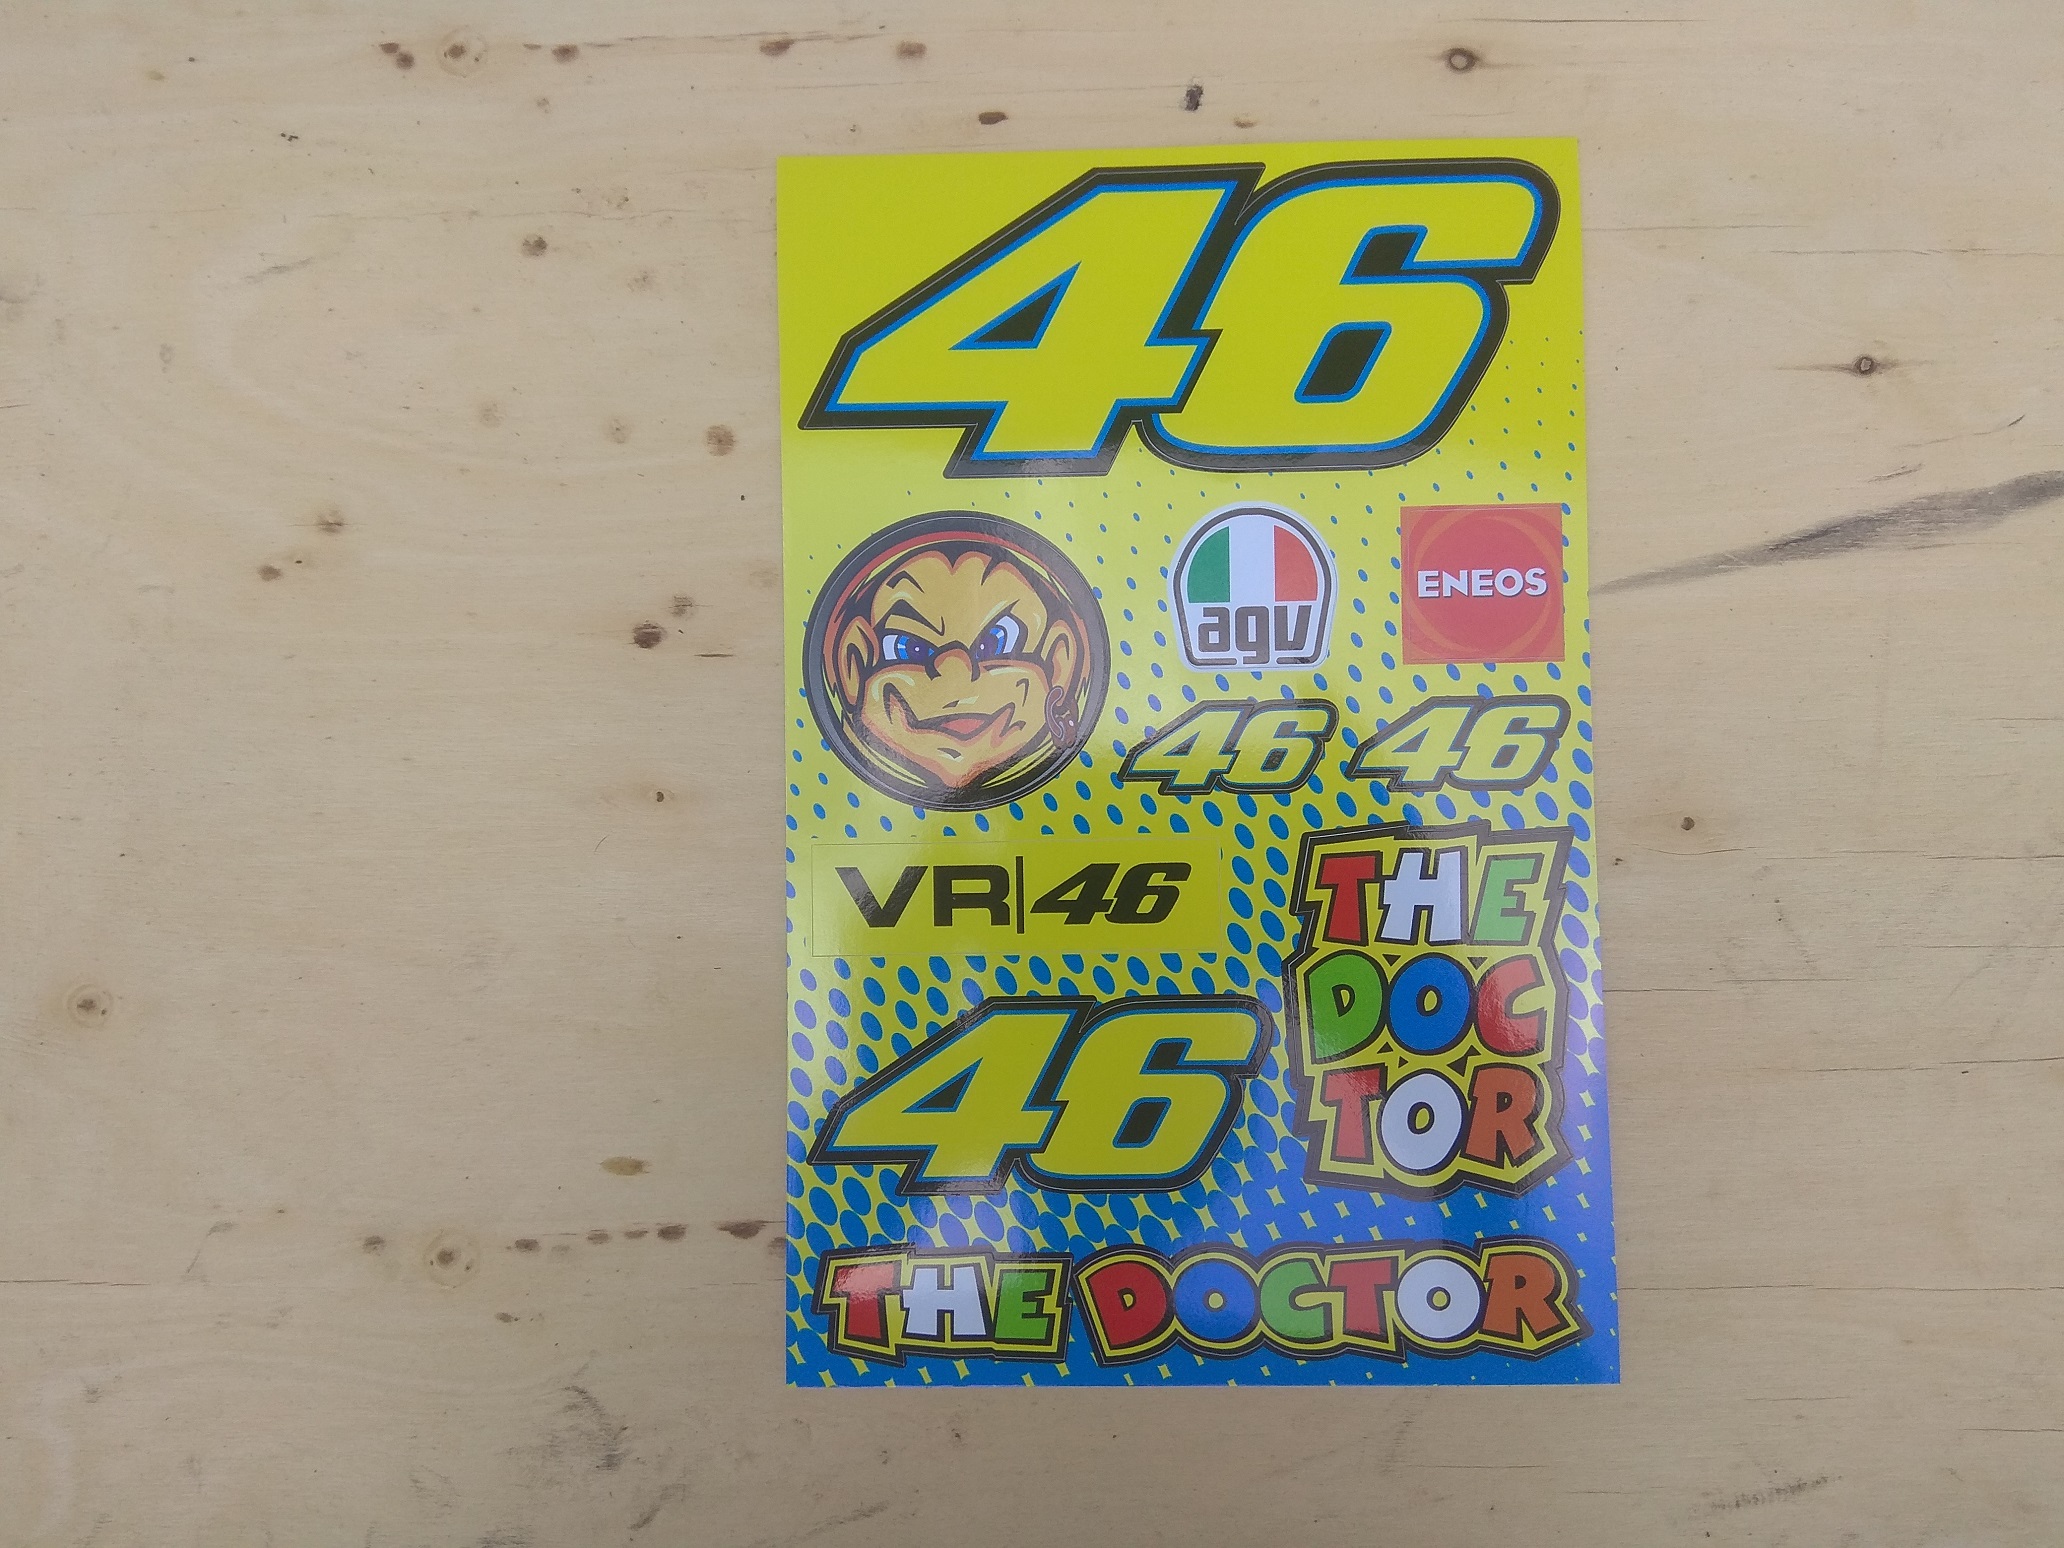 46
agv
ENEOS
46
46
VR|46
THE
DOC
TOR
46
THE DOCTOR